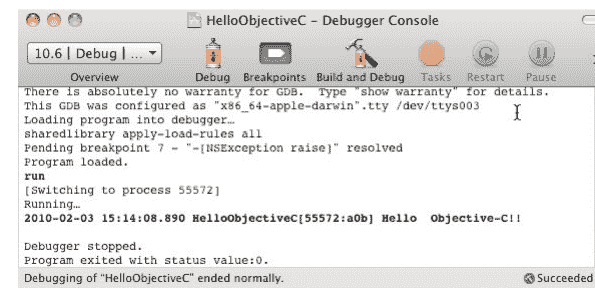 HelloObjectiveC – Debugger Console
10.6 | Debug | ...
Overview Debug Breakpoints Build and Debug Tasks Restart Pause
There is absolutely no warranty for GDB.  Type "show warranty" for details.
This GDB was configured as "x86_64-apple-darwin".tty /dev/ttys003
Loading program into debugger…
sharedlibrary apply-load-rules all
Pending breakpoint 7 - "-[NSException raise]" resolved
Program loaded.
run
[Switching to process 55572]
Running…
2010-02-03 15:14:08.890 HelloObjectiveC[55572:a0b] Hello  Objective-C!!
Debugger stopped.
Program exited with status value:0.
Debugging of "HelloObjectiveC" ended normally. Succeeded